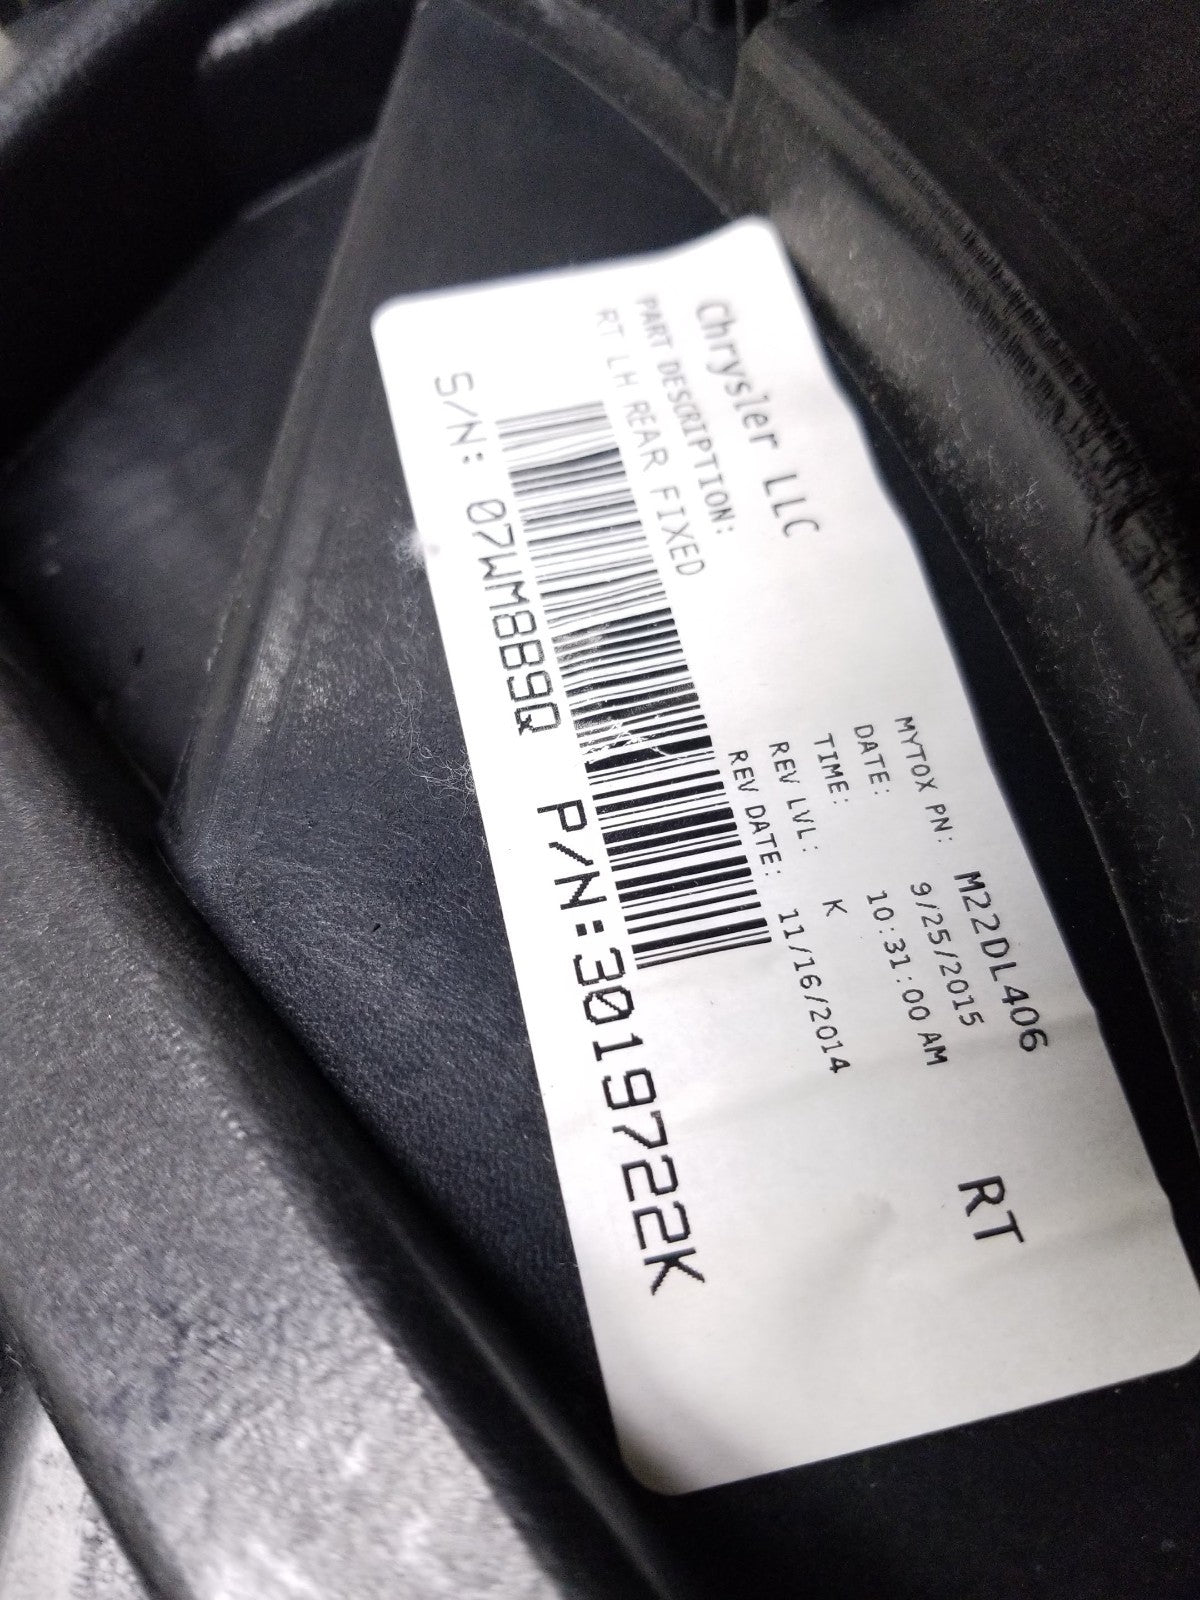 Chrysler LLC
PART DESCRIPTION:
RT LH REAR FIXED
MYTOX PN: M22DL406
DATE: 9/25/2015
TIME: 10:31:00 AM
REV LVL: K
REV DATE: 11/16/2014
RT
S/N: 07WM889Q P/N:3019722K